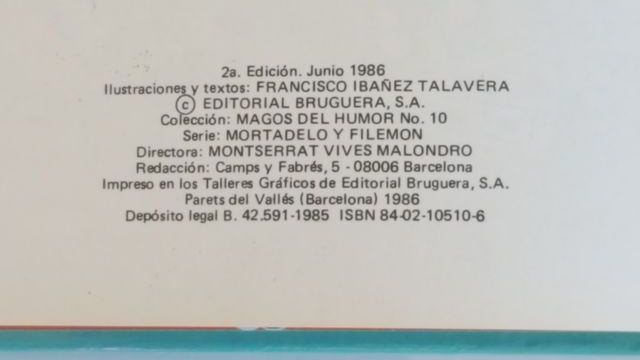 2a. Edición. Junio 1986
Ilustraciones y textos: FRANCISCO IBAÑEZ TALAVERA
© EDITORIAL BRUGUERA, S.A.
Colección: MAGOS DEL HUMOR No. 10
Serie: MORTADELO Y FILEMON
Directora: MONTSERRAT VIVES MALONDRO
Redacción: Camps y Fabrés, 5 - 08006 Barcelona
Impreso en los Talleres Gráficos de Editorial Bruguera, S.A.
Parets del Vallés (Barcelona) 1986
Depósito legal B. 42.591-1985 ISBN 84-02-10510-6